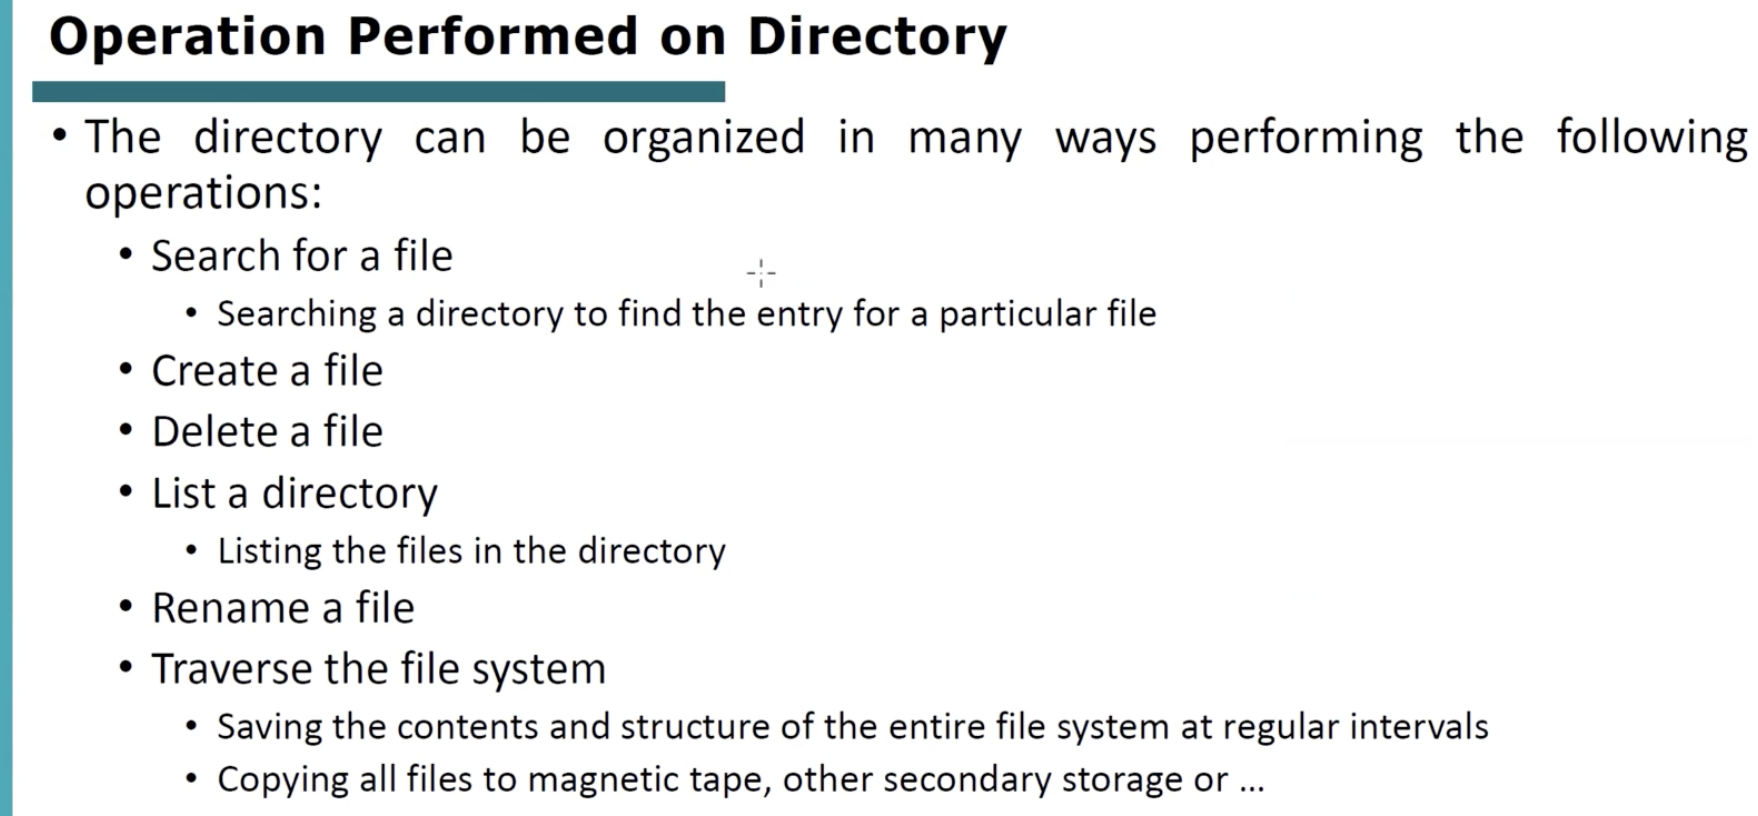 Operation Performed on Directory
• The directory can be organized in many ways performing the following
operations:
• Search for a file
• Searching a directory to find the entry for a particular file
• Create a file
• Delete a file
• List a directory
• Listing the files in the directory
• Rename a file
• Traverse the file system
• Saving the contents and structure of the entire file system at regular intervals
• Copying all files to magnetic tape, other secondary storage or ...